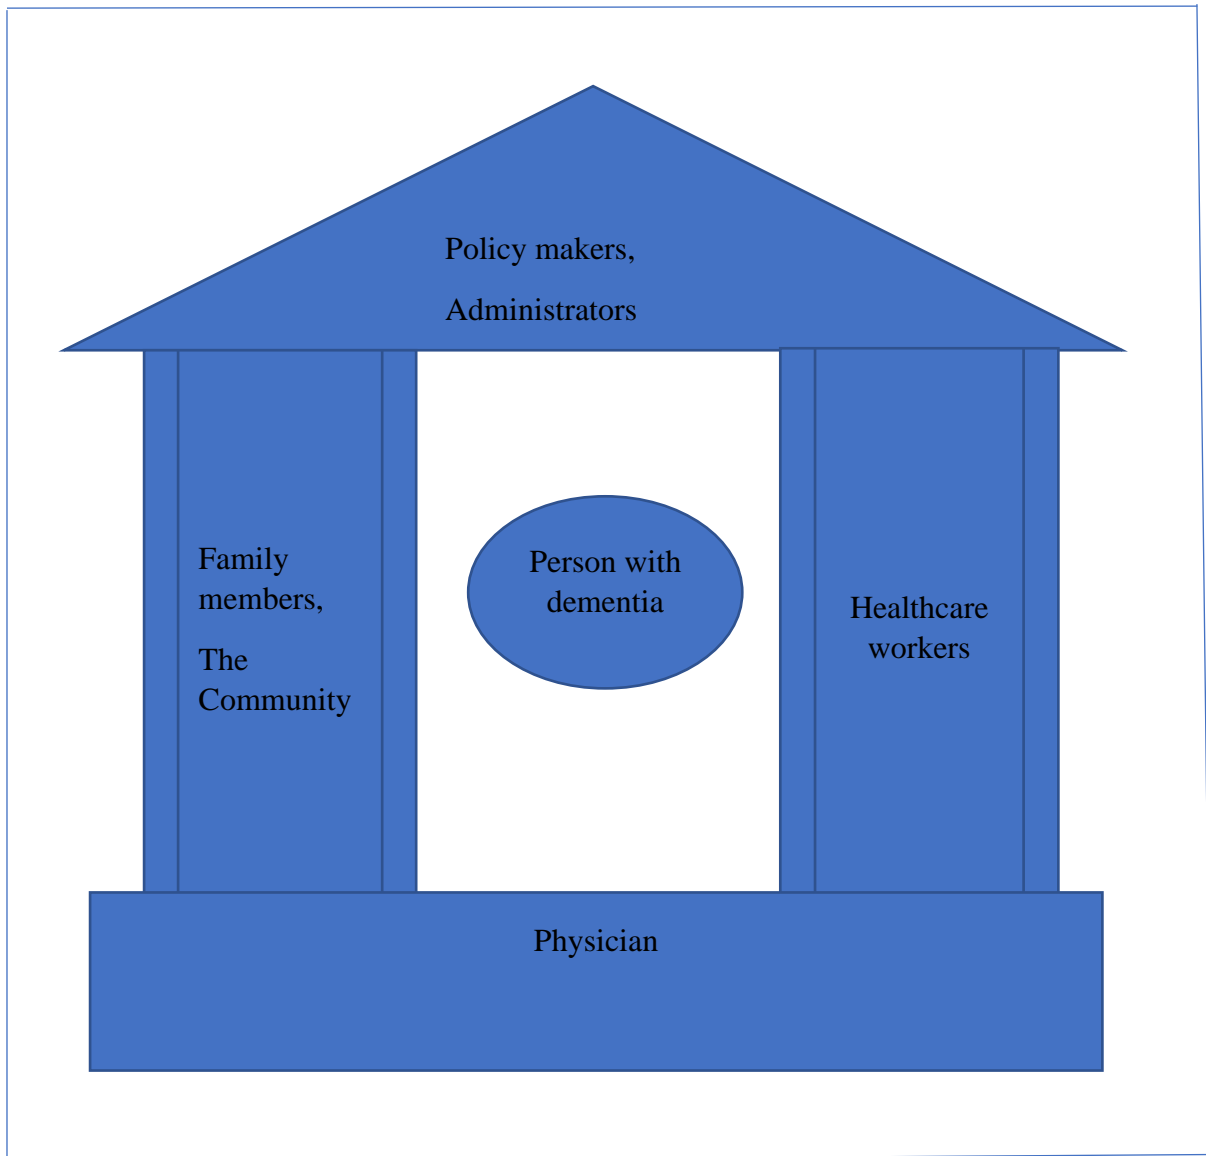 Policy makers,
Administrators
Family
members,
The
Community
Person with
dementia
Healthcare
workers
Physician